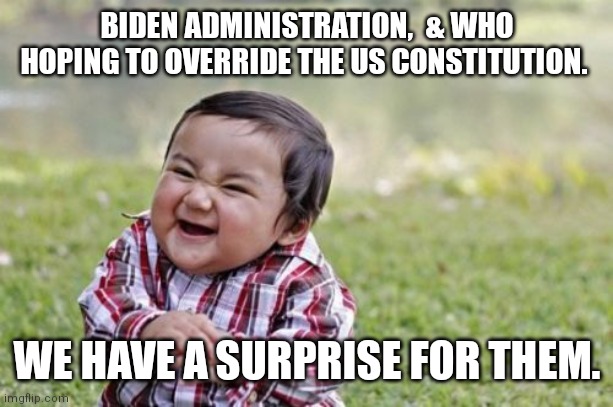 BIDEN ADMINISTRATION,  & WHO
HOPING TO OVERRIDE THE US CONSTITUTION.
WE HAVE A SURPRISE FOR THEM.
imgflip.com